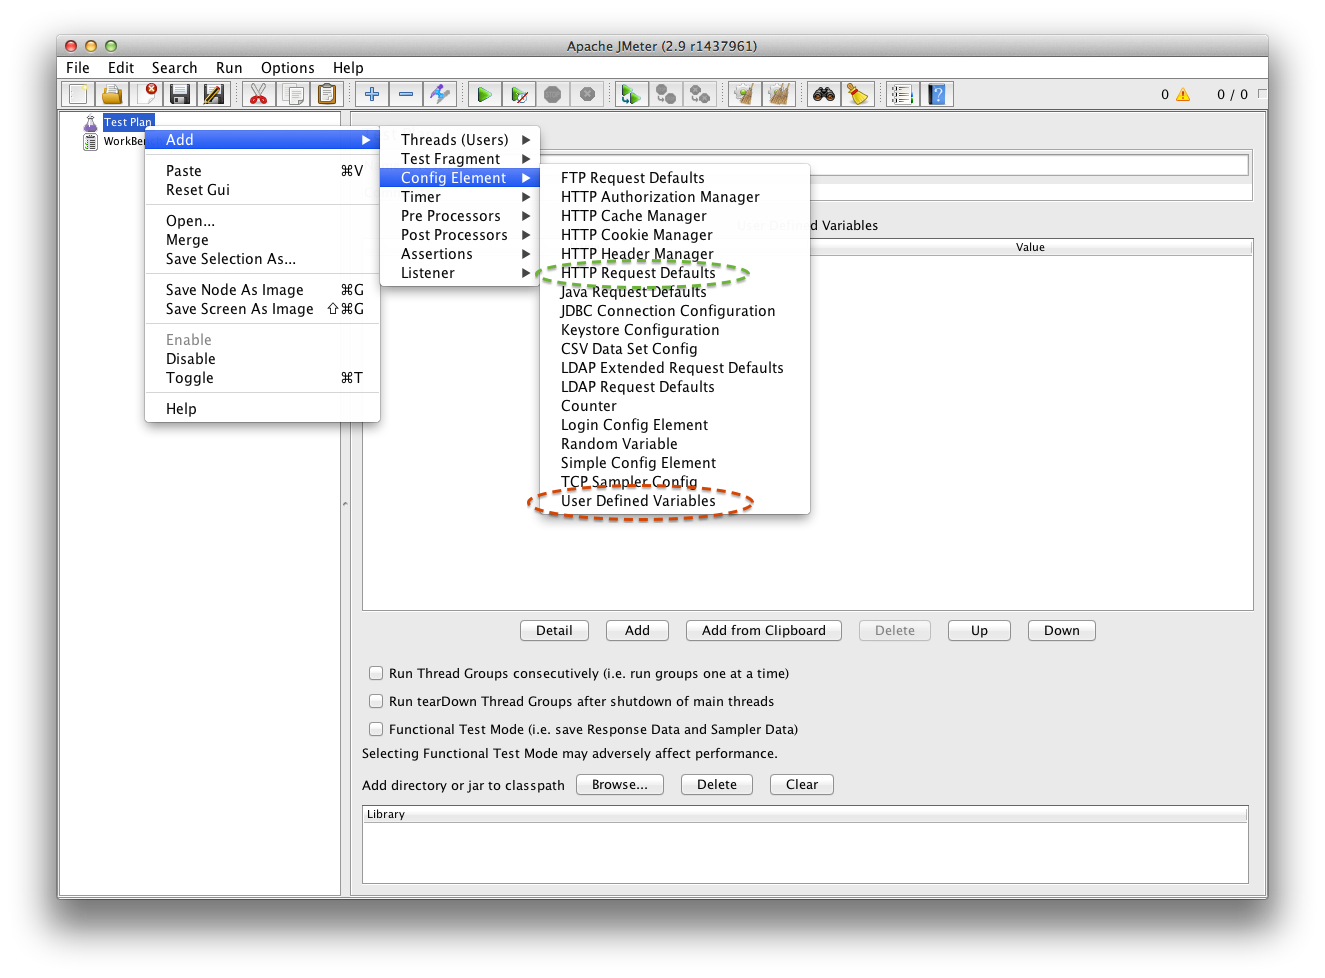 Apache JMeter (2.9 r1437961)
File Edit Search Run Options Help
0 0 / 0
Test Plan
Add
Paste ⌘V
Reset Gui
Open...
Merge
Save Selection As...
Save Node As Image ⌘G
Save Screen As Image ⇧⌘G
Enable
Disable
Toggle ⌘T
Help
Threads (Users)
Test Fragment
Config Element
Timer
Pre Processors
Post Processors
Assertions
Listener
FTP Request Defaults
HTTP Authorization Manager
HTTP Cache Manager
HTTP Cookie Manager
HTTP Header Manager
HTTP Request Defaults
Java Request Defaults
JDBC Connection Configuration
Keystore Configuration
CSV Data Set Config
LDAP Extended Request Defaults
LDAP Request Defaults
Counter
Login Config Element
Random Variable
Simple Config Element
TCP Sampler Config
User Defined Variables
Variables
Value
Detail Add Add from Clipboard Delete Up Down
Run Thread Groups consecutively (i.e. run groups one at a time)
Run tearDown Thread Groups after shutdown of main threads
Functional Test Mode (i.e. save Response Data and Sampler Data)
Selecting Functional Test Mode may adversely affect performance.
Add directory or jar to classpath Browse... Delete Clear
Library